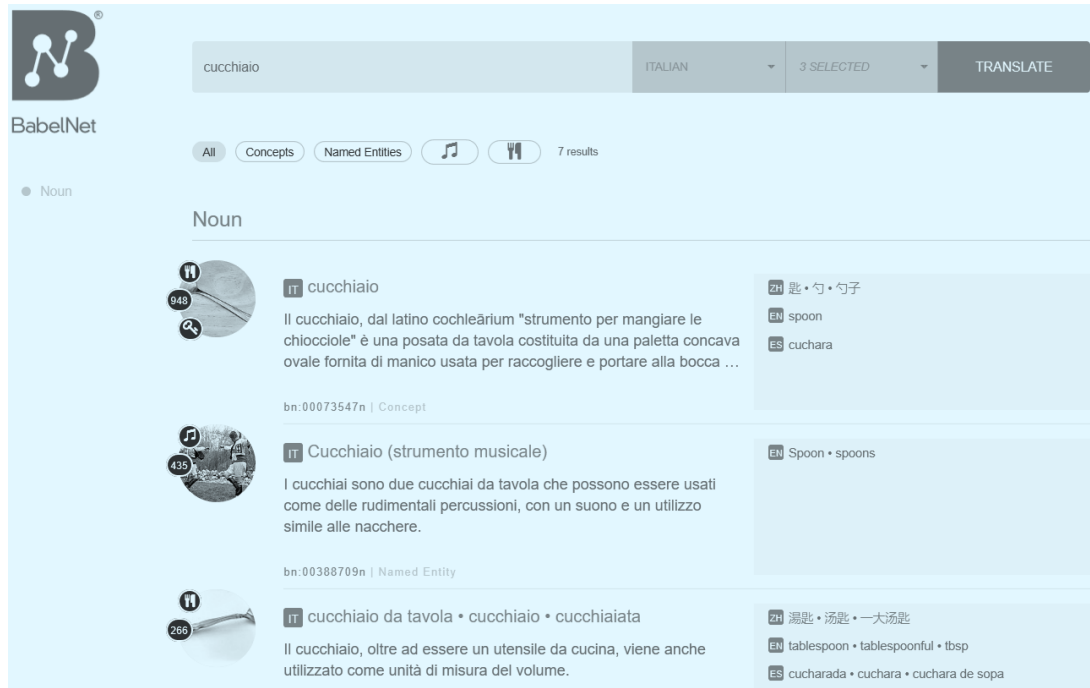 ®
BabelNet
cucchiaio ITALIAN 3 SELECTED TRANSLATE
All Concepts Named Entities 7 results
Noun
Noun
948
IT cucchiaio
Il cucchiaio, dal latino cochleārium "strumento per mangiare le
chiocciole" è una posata da tavola costituita da una paletta concava
ovale fornita di manico usata per raccogliere e portare alla bocca …
bn:00073547n | Concept
ZH 匙 • 勺 • 勺子
EN spoon
ES cuchara
435
IT Cucchiaio (strumento musicale)
I cucchiai sono due cucchiai da tavola che possono essere usati
come delle rudimentali percussioni, con un suono e un utilizzo
simile alle nacchere.
bn:00388709n | Named Entity
EN Spoon • spoons
266
IT cucchiaio da tavola • cucchiaio • cucchiaiata
Il cucchiaio, oltre ad essere un utensile da cucina, viene anche
utilizzato come unità di misura del volume.
ZH 湯匙 • 汤匙 • 一大汤匙
EN tablespoon • tablespoonful • tbsp
ES cucharada • cuchara • cuchara de sopa